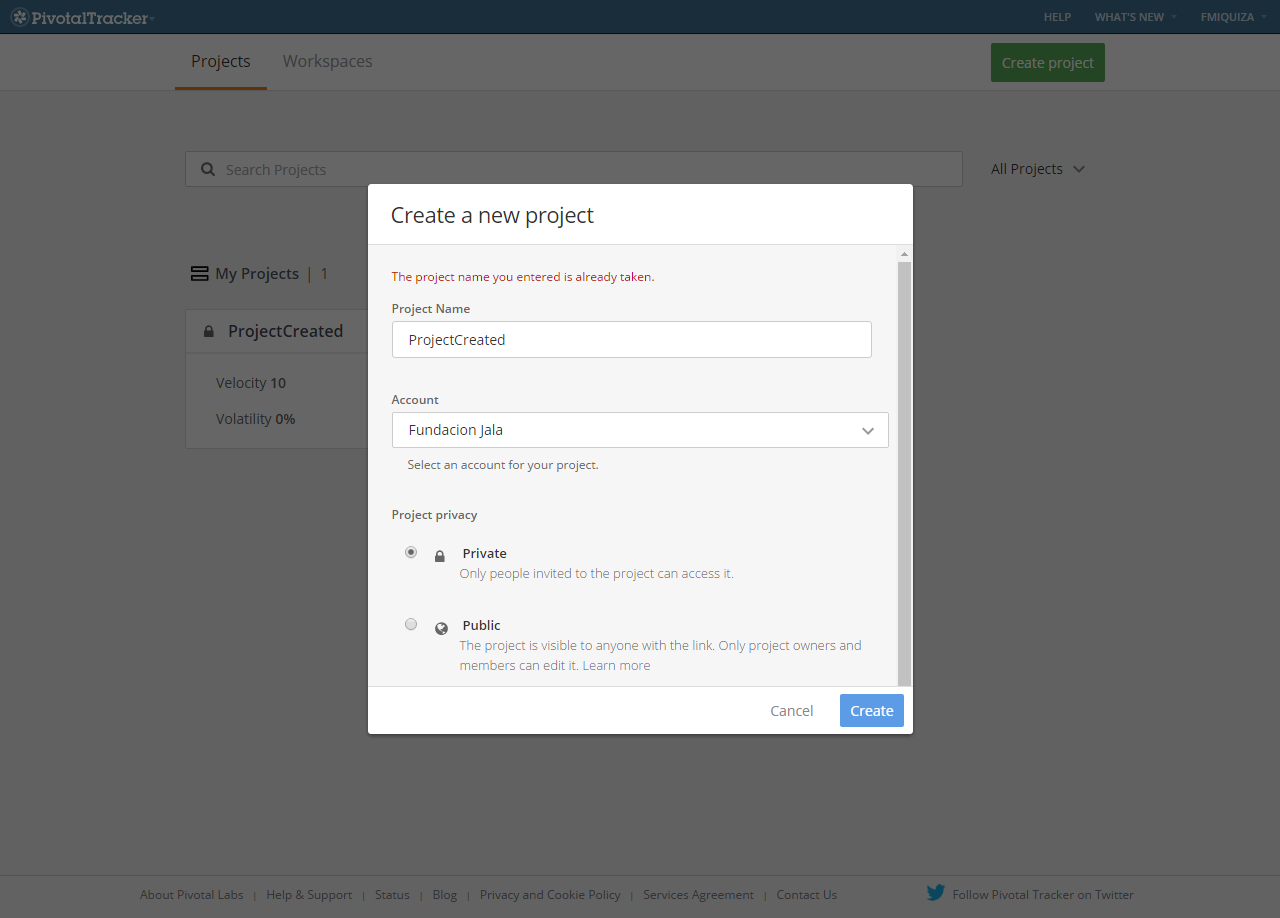 PivotalTracker
HELP WHAT'S NEW FMIQUIZA
Projects Workspaces Create project
Search Projects
All Projects
My Projects | 1
ProjectCreated
Velocity 10
Volatility 0%
Create a new project
The project name you entered is already taken.
Project Name
ProjectCreated
Account
Fundacion Jala
Select an account for your project.
Project privacy
Private
Only people invited to the project can access it.
Public
The project is visible to anyone with the link. Only project owners and
members can edit it. Learn more
Cancel Create
About Pivotal Labs | Help & Support | Status | Blog | Privacy and Cookie Policy | Services Agreement | Contact Us Follow Pivotal Tracker on Twitter